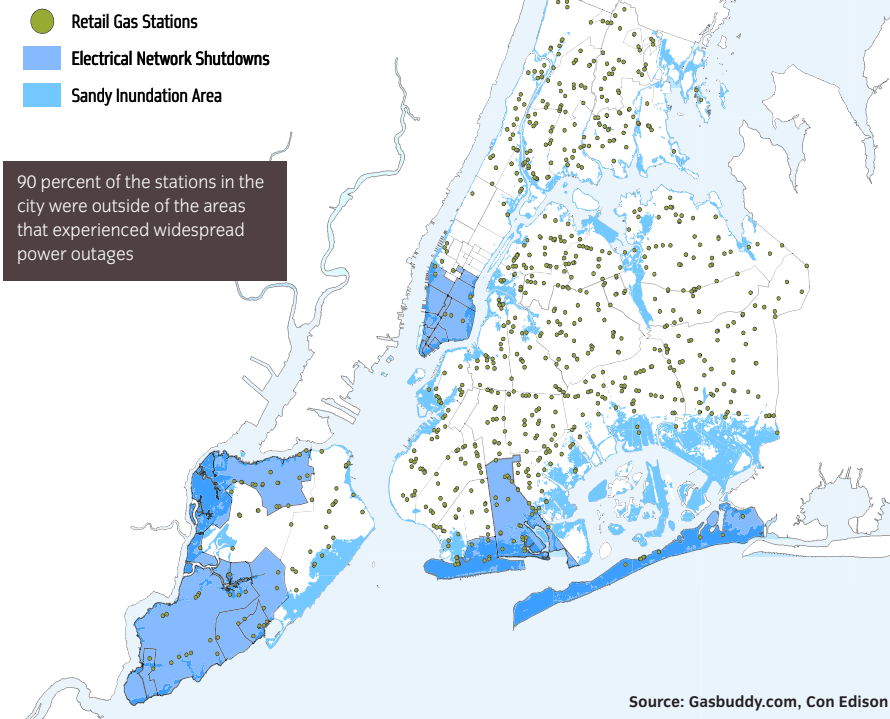 Retail Gas Stations
Electrical Network Shutdowns
Sandy Inundation Area
90 percent of the stations in the
city were outside of the areas
that experienced widespread
power outages
Source: Gasbuddy.com, Con Edison